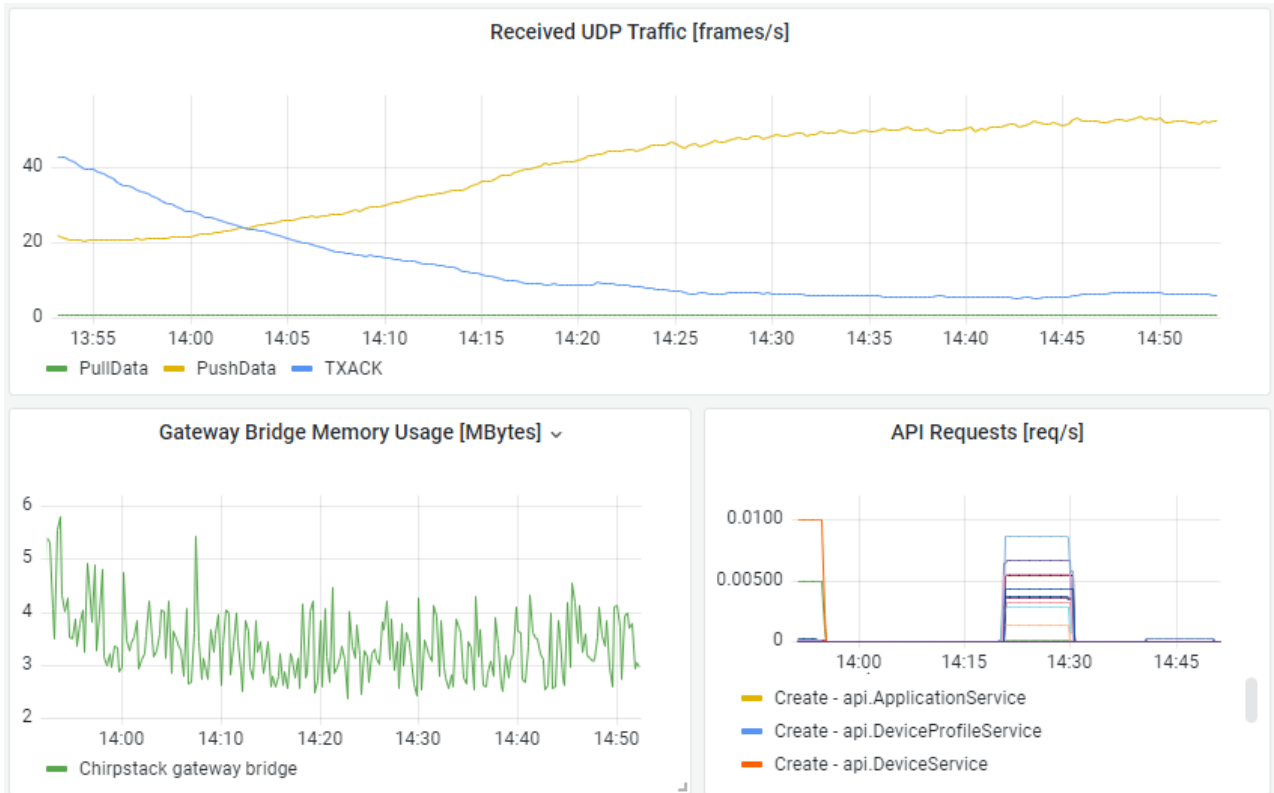 Received UDP Traffic [frames/s]
40
20
0
13:55 14:00 14:05 14:10 14:15 14:20 14:25 14:30 14:35 14:40 14:45 14:50
PullData PushData TXACK
Gateway Bridge Memory Usage [MBytes]
6
5
4
3
2
14:00 14:10 14:20 14:30 14:40 14:50
Chirpstack gateway bridge
API Requests [req/s]
0.0100
0.00500
0
14:00 14:15 14:30 14:45
Create - api.ApplicationService
Create - api.DeviceProfileService
Create - api.DeviceService